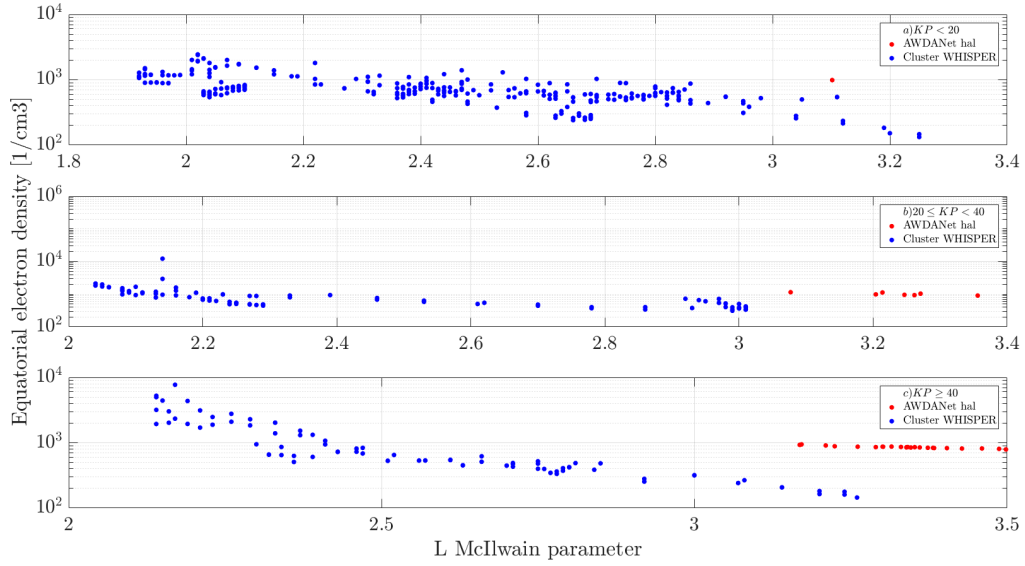 10^4
10^3
10^2
1.8 2 2.2 2.4 2.6 2.8 3 3.2 3.4
a)KP < 20
AWDANet hal
Cluster WHISPER
Equatorial electron density [1/cm3]
10^6
10^4
10^2
2 2.2 2.4 2.6 2.8 3 3.2 3.4
b)20 ≤ KP < 40
AWDANet hal
Cluster WHISPER
10^4
10^3
10^2
2 2.5 3 3.5
c)KP ≥ 40
AWDANet hal
Cluster WHISPER
L McIlwain parameter